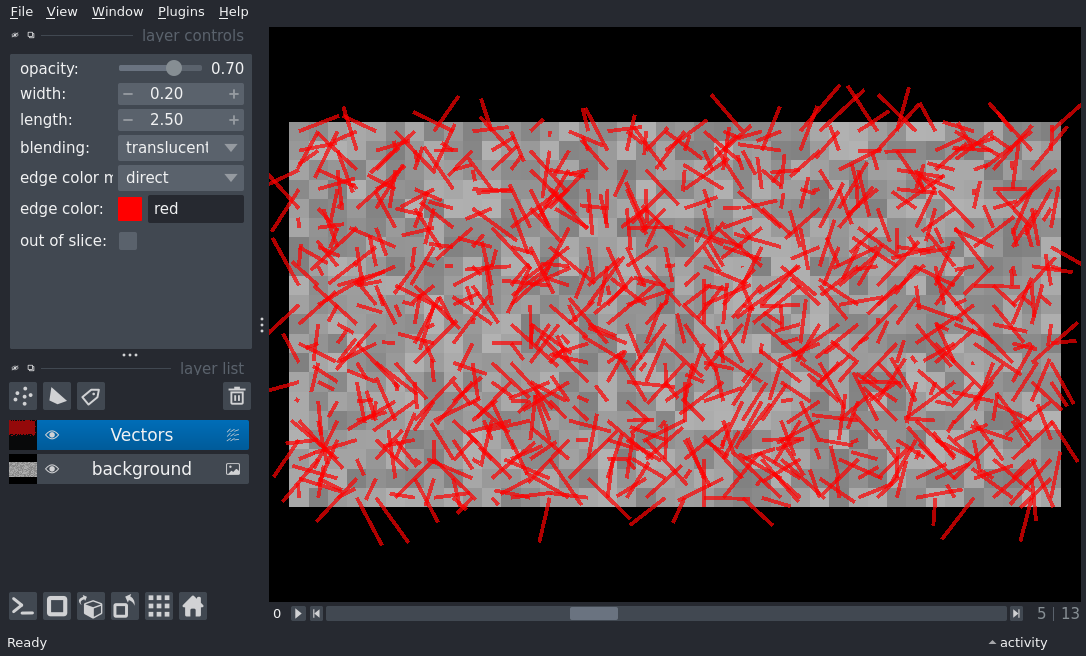 File View Window Plugins Help
layer controls
opacity: 0.70
width: 0.20
length: 2.50
blending: translucent
edge color m direct
edge color: red
out of slice:
layer list
Vectors
background
0 5 | 13
Ready
activity